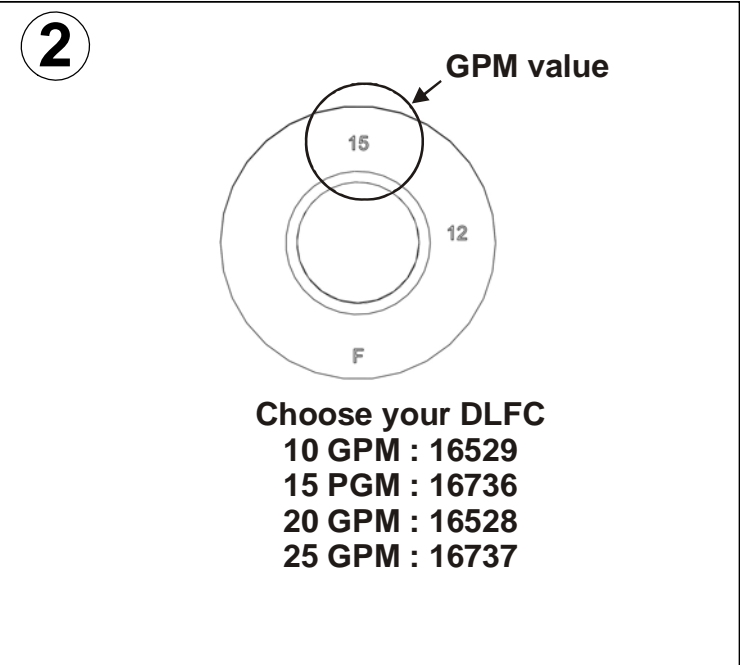 2
GPM value
15
12
F
Choose your DLFC
10 GPM : 16529
15 PGM : 16736
20 GPM : 16528
25 GPM : 16737